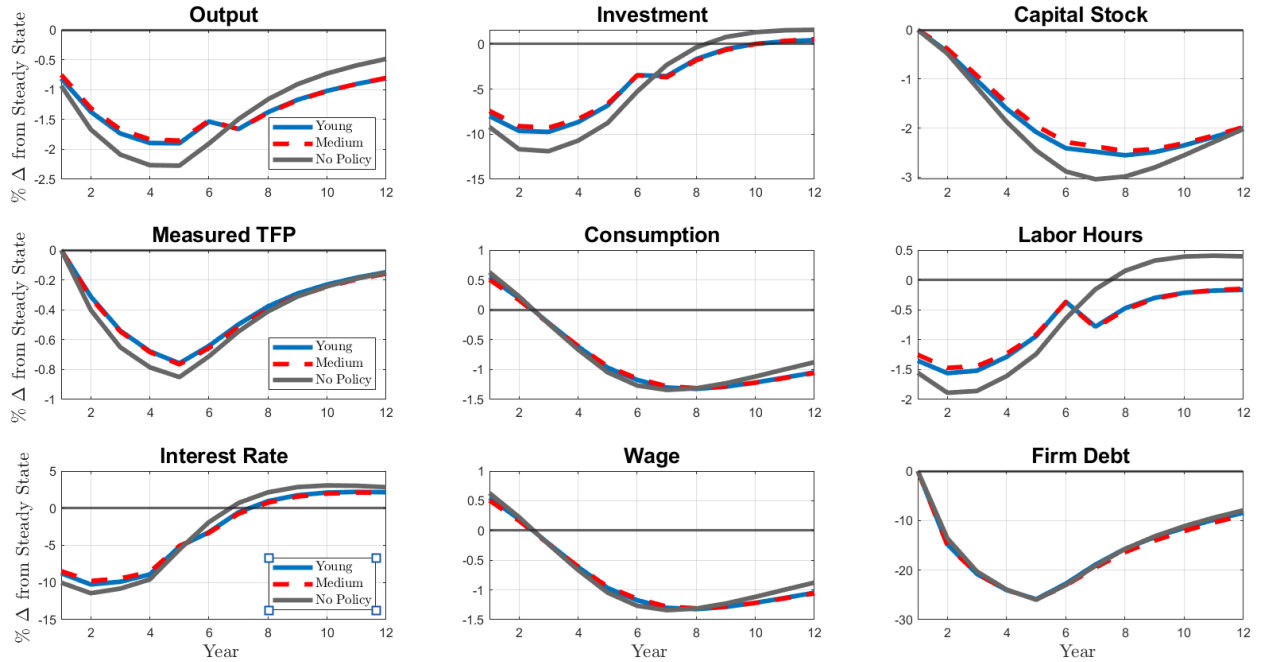 Output
Investment
Capital Stock
% Δ from Steady State
0
-0.5
-1
-1.5
-2
-2.5
2 4 6 8 10 12
Young
Medium
No Policy
0
-5
-10
-15
2 4 6 8 10 12
0
-1
-2
-3
2 4 6 8 10 12
Measured TFP
Consumption
Labor Hours
% Δ from Steady State
0
-0.2
-0.4
-0.6
-0.8
-1
2 4 6 8 10 12
Young
Medium
No Policy
1
0.5
0
-0.5
-1
-1.5
2 4 6 8 10 12
0.5
0
-0.5
-1
-1.5
-2
2 4 6 8 10 12
Interest Rate
Wage
Firm Debt
% Δ from Steady State
5
0
-5
-10
-15
2 4 6 8 10 12
Year
Young
Medium
No Policy
1
0.5
0
-0.5
-1
-1.5
2 4 6 8 10 12
Year
0
-10
-20
-30
2 4 6 8 10 12
Year